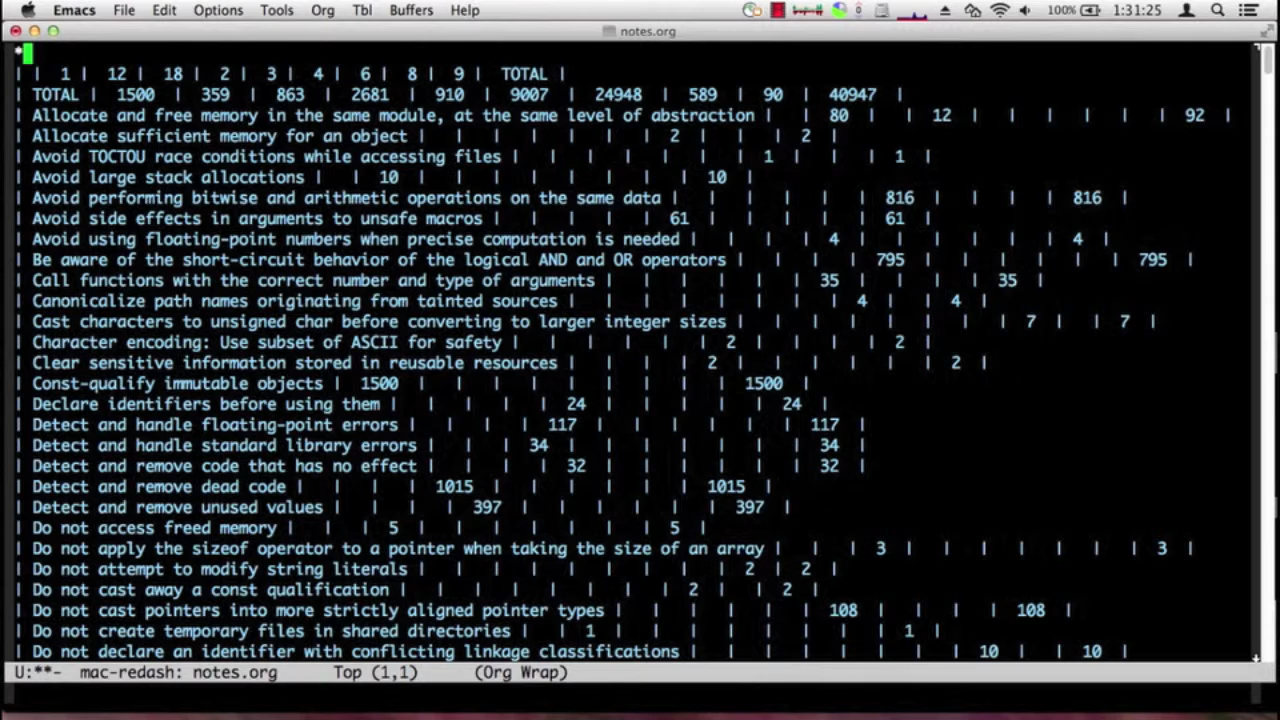 Emacs File Edit Options Tools Org Tbl Buffers Help 100% 1:31:25
notes.org
*
| | 1 | 12 | 18 | 2 | 3 | 4 | 6 | 8 | 9 | TOTAL |
| TOTAL | 1500 | 359 | 863 | 2681 | 910 | 9007 | 24948 | 589 | 90 | 40947 |
| Allocate and free memory in the same module, at the same level of abstraction | | 80 | | 12 | | | | | | 92 |
| Allocate sufficient memory for an object | | | | | | | 2 | | | 2 |
| Avoid TOCTOU race conditions while accessing files | | | | | | | 1 | | | 1 |
| Avoid large stack allocations | | 10 | | | | | | | | 10 |
| Avoid performing bitwise and arithmetic operations on the same data | | | | | | 816 | | | | 816 |
| Avoid side effects in arguments to unsafe macros | | | | | 61 | | | | | 61 |
| Avoid using floating-point numbers when precise computation is needed | | | | 4 | | | | | | 4 |
| Be aware of the short-circuit behavior of the logical AND and OR operators | | | | 795 | | | | | | 795 |
| Call functions with the correct number and type of arguments | | | | | | 35 | | | | 35 |
| Canonicalize path names originating from tainted sources | | | | | | | | 4 | | 4 |
| Cast characters to unsigned char before converting to larger integer sizes | | | | | | | | 7 | | 7 |
| Character encoding: Use subset of ASCII for safety | | | | | | 2 | | | | 2 |
| Clear sensitive information stored in reusable resources | | | | 2 | | | | | | 2 |
| Const-qualify immutable objects | 1500 | | | | | | | | | 1500 |
| Declare identifiers before using them | | | | 24 | | | | | | 24 |
| Detect and handle floating-point errors | | | | 117 | | | | | | 117 |
| Detect and handle standard library errors | | | 34 | | | | | | | 34 |
| Detect and remove code that has no effect | | | | 32 | | | | | | 32 |
| Detect and remove dead code | | | | 1015 | | | | | | 1015 |
| Detect and remove unused values | | | | 397 | | | | | | 397 |
| Do not access freed memory | | | 5 | | | | | | | 5 |
| Do not apply the sizeof operator to a pointer when taking the size of an array | | | 3 | | | | | | | 3 |
| Do not attempt to modify string literals | | | | | | | | | 2 | 2 |
| Do not cast away a const qualification | | | | | | | | 2 | | 2 |
| Do not cast pointers into more strictly aligned pointer types | | | | | | 108 | | | | 108 |
| Do not create temporary files in shared directories | | 1 | | | | | | | | 1 |
| Do not declare an identifier with conflicting linkage classifications | | | | | | | | 10 | | 10 |
U:**- mac-redash: notes.org Top (1,1) (Org Wrap)